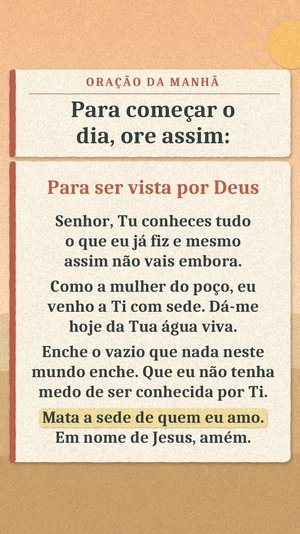 ORAÇÃO DA MANHÃ
Para começar o
dia, ore assim:
Para ser vista por Deus
Senhor, Tu conheces tudo
o que eu já fiz e mesmo
assim não vais embora.
Como a mulher do poço, eu
venho a Ti com sede. Dá-me
hoje da Tua água viva.
Enche o vazio que nada neste
mundo enche. Que eu não tenha
medo de ser conhecida por Ti.
Mata a sede de quem eu amo.
Em nome de Jesus, amém.